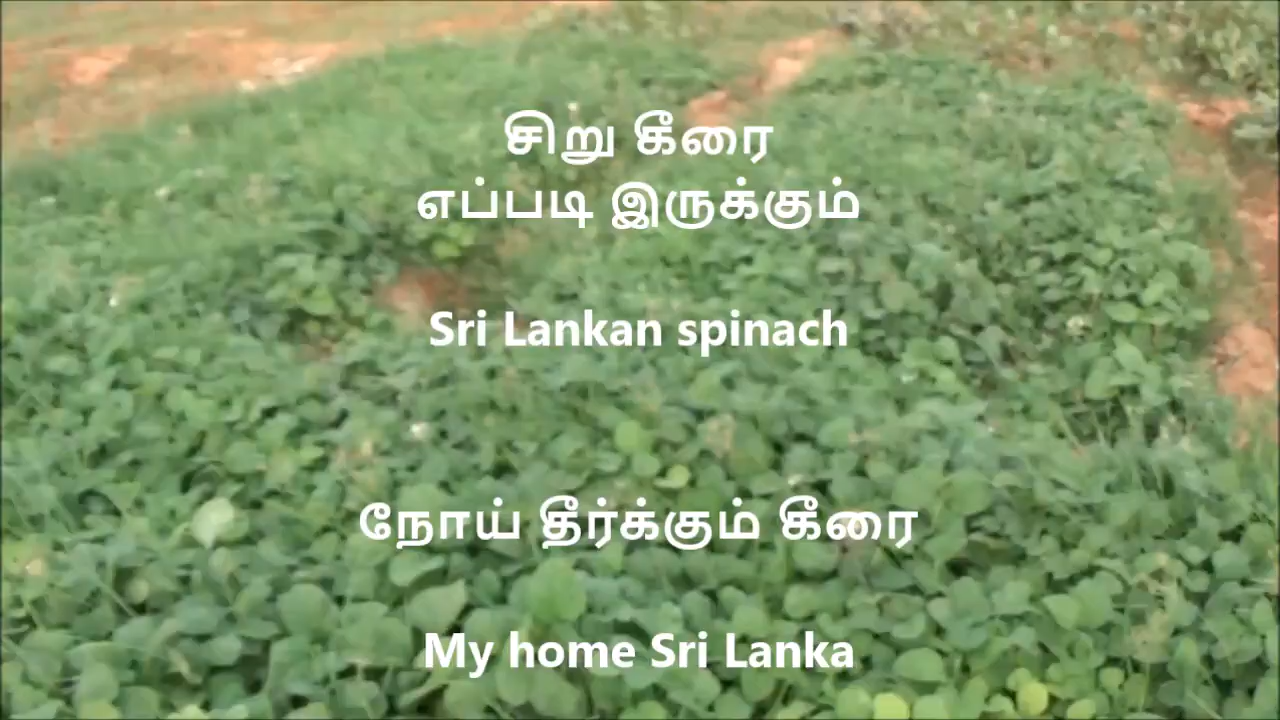 சிறு கீரை
எப்படி இருக்கும்
Sri Lankan spinach
நோய் தீர்க்கும் கீரை
My home Sri Lanka